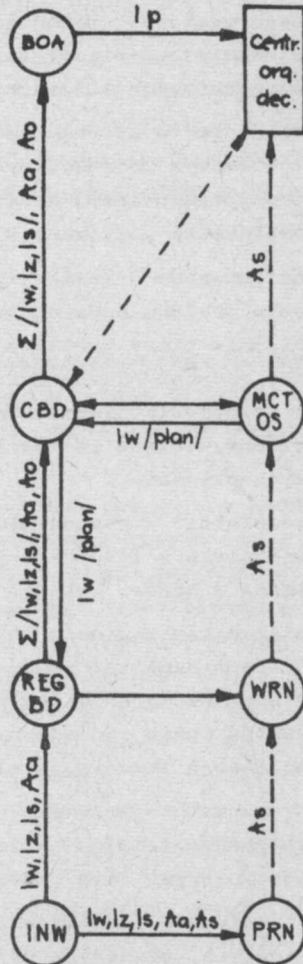 BOA
Ip
Centr.
org.
dec.
Σ/Iw,Iz,Is/,Aa,Ao
As
CBD
Iw/plan/
MCT
OS
Σ/Iw,Iz,Is/,Aa,Ao
Iw/plan/
As
REG
BD
WRN
Iw,Iz,Is,Aa
As
INW
Iw,Iz,Is,Aa,As
PRN